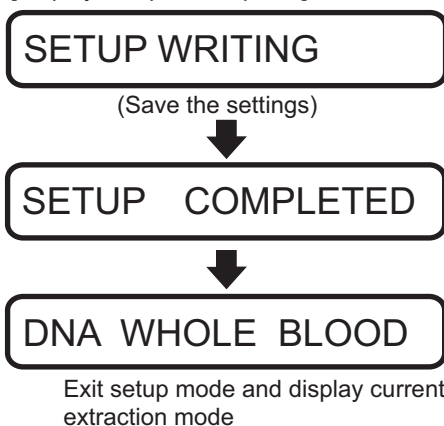 SETUP WRITING
(Save the settings)
SETUP COMPLETED
DNA WHOLE BLOOD
Exit setup mode and display current
extraction mode